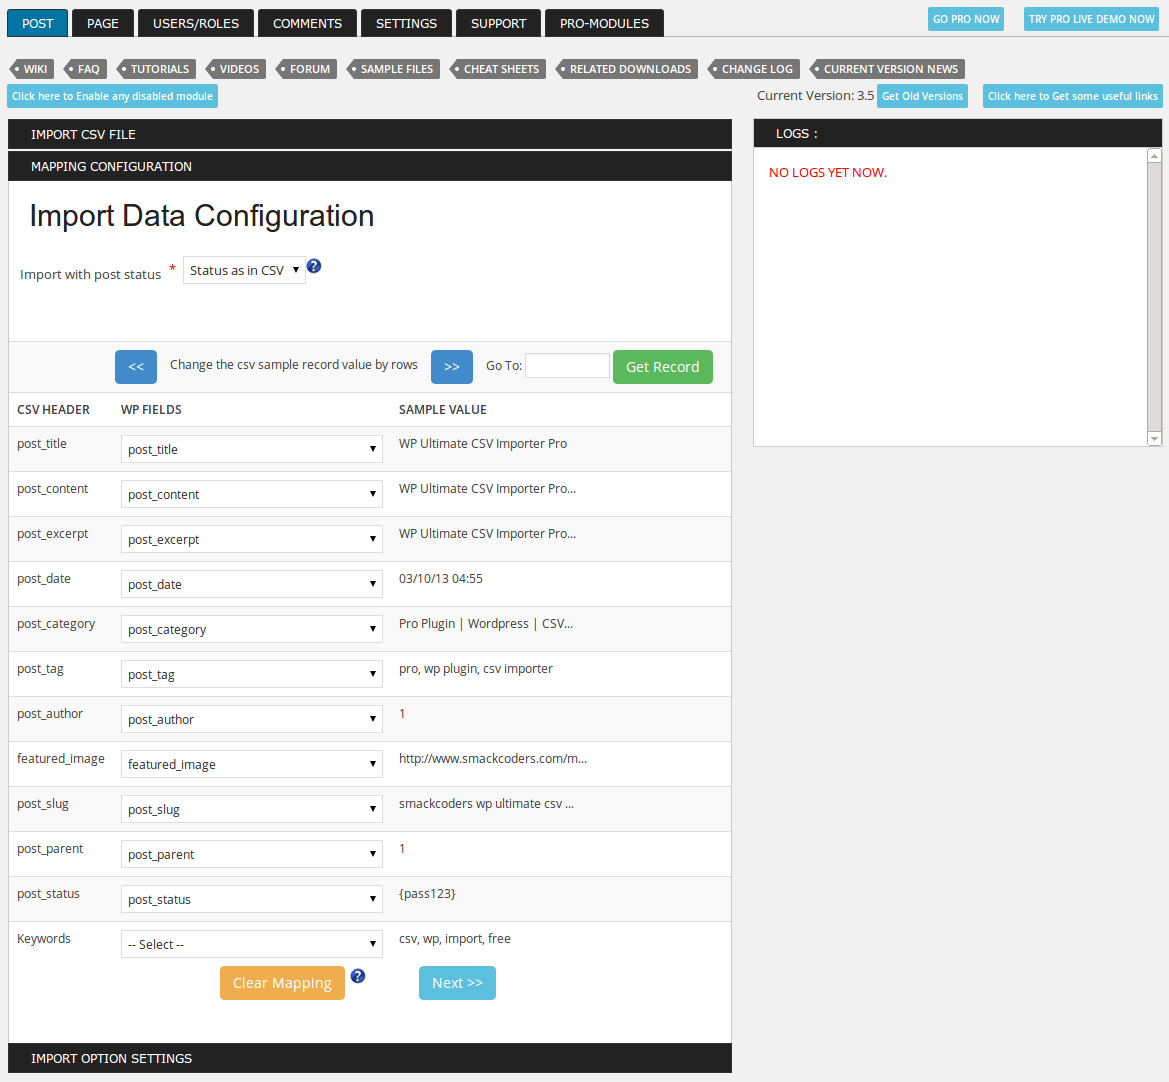 POST PAGE USERS/ROLES COMMENTS SETTINGS SUPPORT PRO-MODULES GO PRO NOW TRY PRO LIVE DEMO NOW
WIKI FAQ TUTORIALS VIDEOS FORUM SAMPLE FILES CHEAT SHEETS RELATED DOWNLOADS CHANGE LOG CURRENT VERSION NEWS
Click here to Enable any disabled module Current Version: 3.5 Get Old Versions Click here to Get some useful links
IMPORT CSV FILE
MAPPING CONFIGURATION
Import Data Configuration
Import with post status * Status as in CSV ?
<< Change the csv sample record value by rows >> Go To: Get Record
CSV HEADER WP FIELDS SAMPLE VALUE
post_title post_title WP Ultimate CSV Importer Pro
post_content post_content WP Ultimate CSV Importer Pro...
post_excerpt post_excerpt WP Ultimate CSV Importer Pro...
post_date post_date 03/10/13 04:55
post_category post_category Pro Plugin | Wordpress | CSV...
post_tag post_tag pro, wp plugin, csv importer
post_author post_author 1
featured_image featured_image http://www.smackcoders.com/m...
post_slug post_slug smackcoders wp ultimate csv ...
post_parent post_parent 1
post_status post_status {pass123}
Keywords -- Select -- csv, wp, import, free
Clear Mapping ? Next >>
IMPORT OPTION SETTINGS
LOGS :
NO LOGS YET NOW.